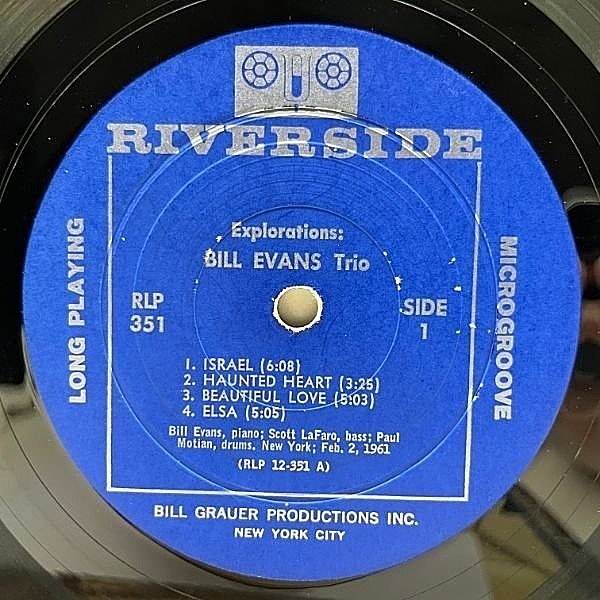 RIVERSIDE
Explorations:
BILL EVANS Trio
LONG PLAYING
MICROGROOVE
RLP
351
SIDE
1
1. ISRAEL (6:08)
2. HAUNTED HEART (3:25)
3. BEAUTIFUL LOVE (5:03)
4. ELSA (5:05)
Bill Evans, piano; Scott LaFaro, bass; Paul
Motian, drums. New York; Feb. 2, 1961
(RLP 12-351 A)
BILL GRAUER PRODUCTIONS INC.
NEW YORK CITY